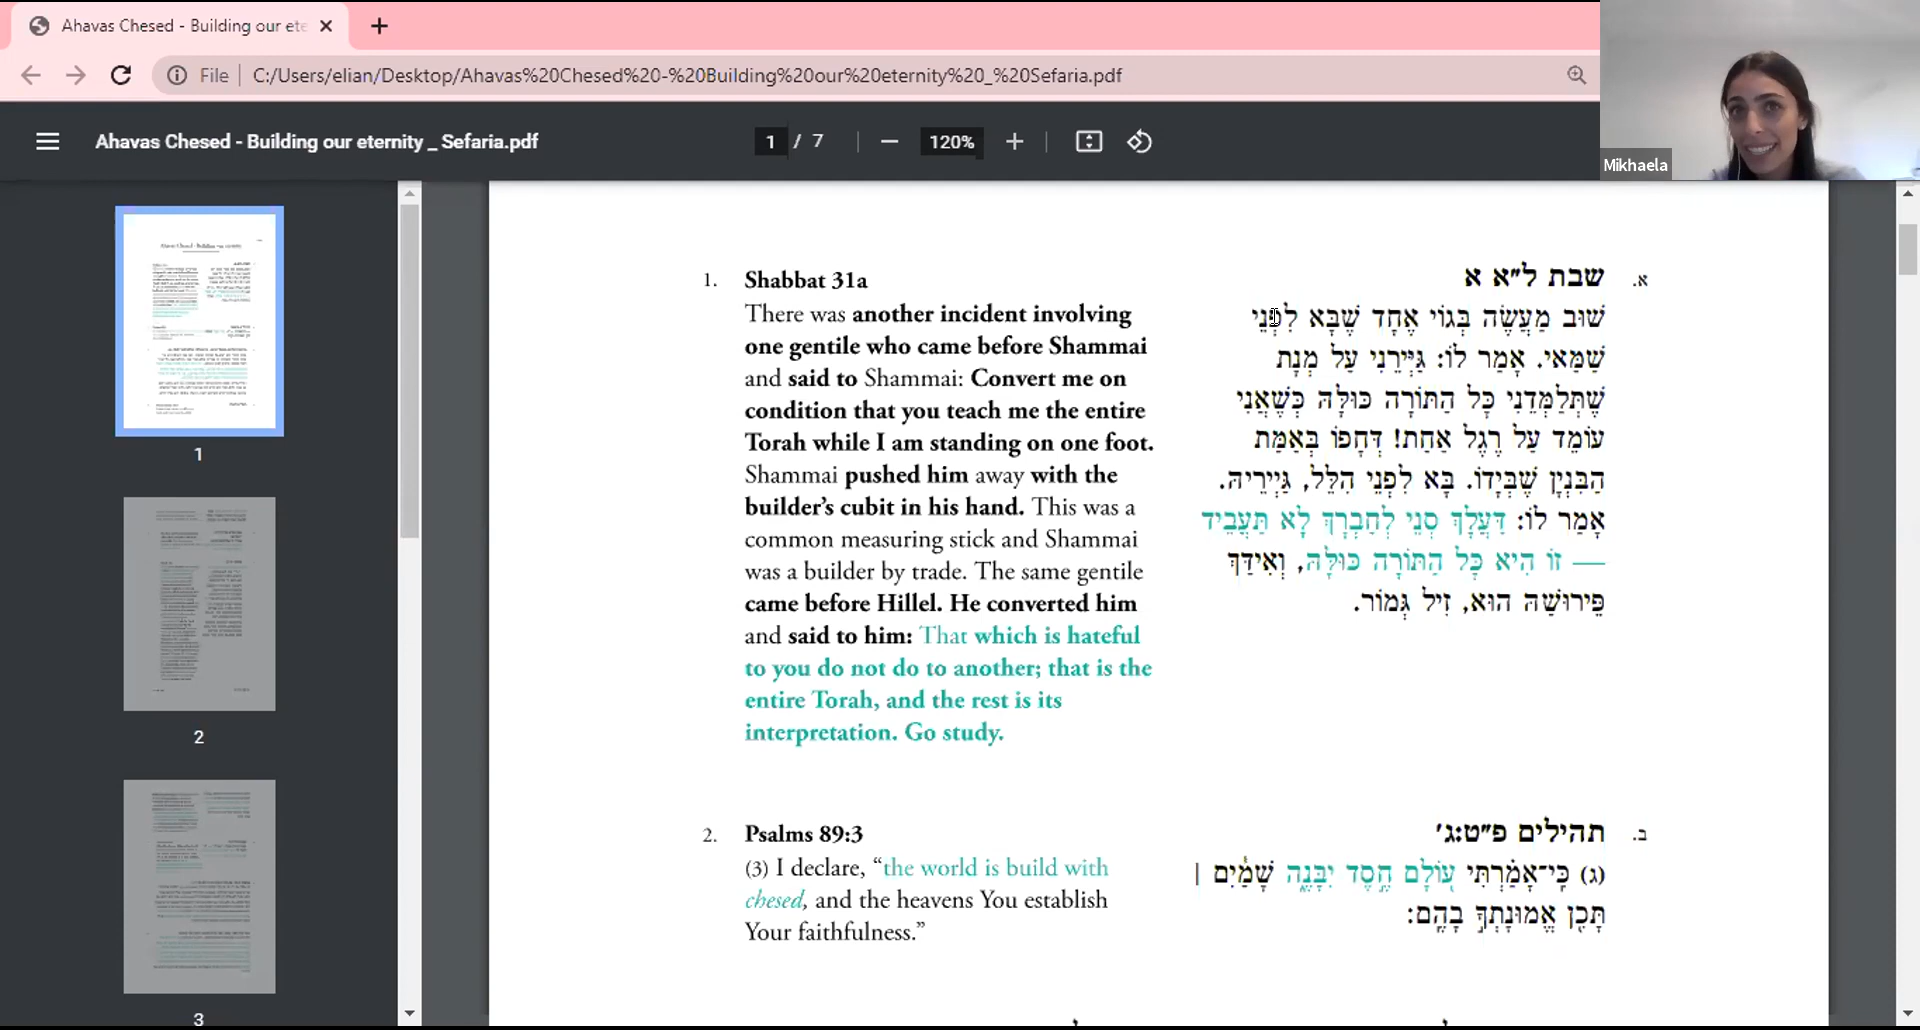 Ahavas Chesed - Building our ete
File
C:/Users/elian/Desktop/Ahavas%20Chesed%20-%20Building%20our%20eternity%20_%20Sefaria.pdf
Mikhaela
Ahavas Chesed - Building our eternity _ Sefaria.pdf
1 / 7
120%
1
2
3
1. Shabbat 31a
There was another incident involving
one gentile who came before Shammai
and said to Shammai: Convert me on
condition that you teach me the entire
Torah while I am standing on one foot.
Shammai pushed him away with the
builder’s cubit in his hand. This was a
common measuring stick and Shammai
was a builder by trade. The same gentile
came before Hillel. He converted him
and said to him: That which is hateful
to you do not do to another; that is the
entire Torah, and the rest is its
interpretation. Go study.
א. שבת ל״א א
שׁוּב מַעֲשֶׂה בְּגוֹי אֶחָד שֶׁבָּא לִפְנֵי
שַׁמַּאי. אָמַר לוֹ: גַּיְּירֵנִי עַל מְנָת
שֶׁתְּלַמְּדֵנִי כׇּל הַתּוֹרָה כּוּלָּהּ כְּשֶׁאֲנִי
עוֹמֵד עַל רֶגֶל אַחַת! דְּחָפוֹ בְּאַמַּת
הַבִּנְיָן שֶׁבְּיָדוֹ. בָּא לִפְנֵי הִלֵּל, גַּיְירֵיהּ.
אָמַר לוֹ: דַּעֲלָךְ סְנֵי לְחַבְרָךְ לָא תַּעֲבֵיד
— זוֹ הִיא כׇּל הַתּוֹרָה כּוּלָּהּ, וְאִידַּךְ
פֵּירוּשַׁהּ הוּא, זִיל גְּמוֹר.
2. Psalms 89:3
(3) I declare, “the world is build with
chesed, and the heavens You establish
Your faithfulness.”
ב. תהילים פ״ט:ג׳
(ג) כִּֽי־אָמַ֗רְתִּי ע֭וֹלָם חֶ֣סֶד יִבָּנֶ֑ה שָׁמַ֓יִם ׀
תָּכִ֖ן אֱמוּנָתְךָ֣ בָהֶֽם׃